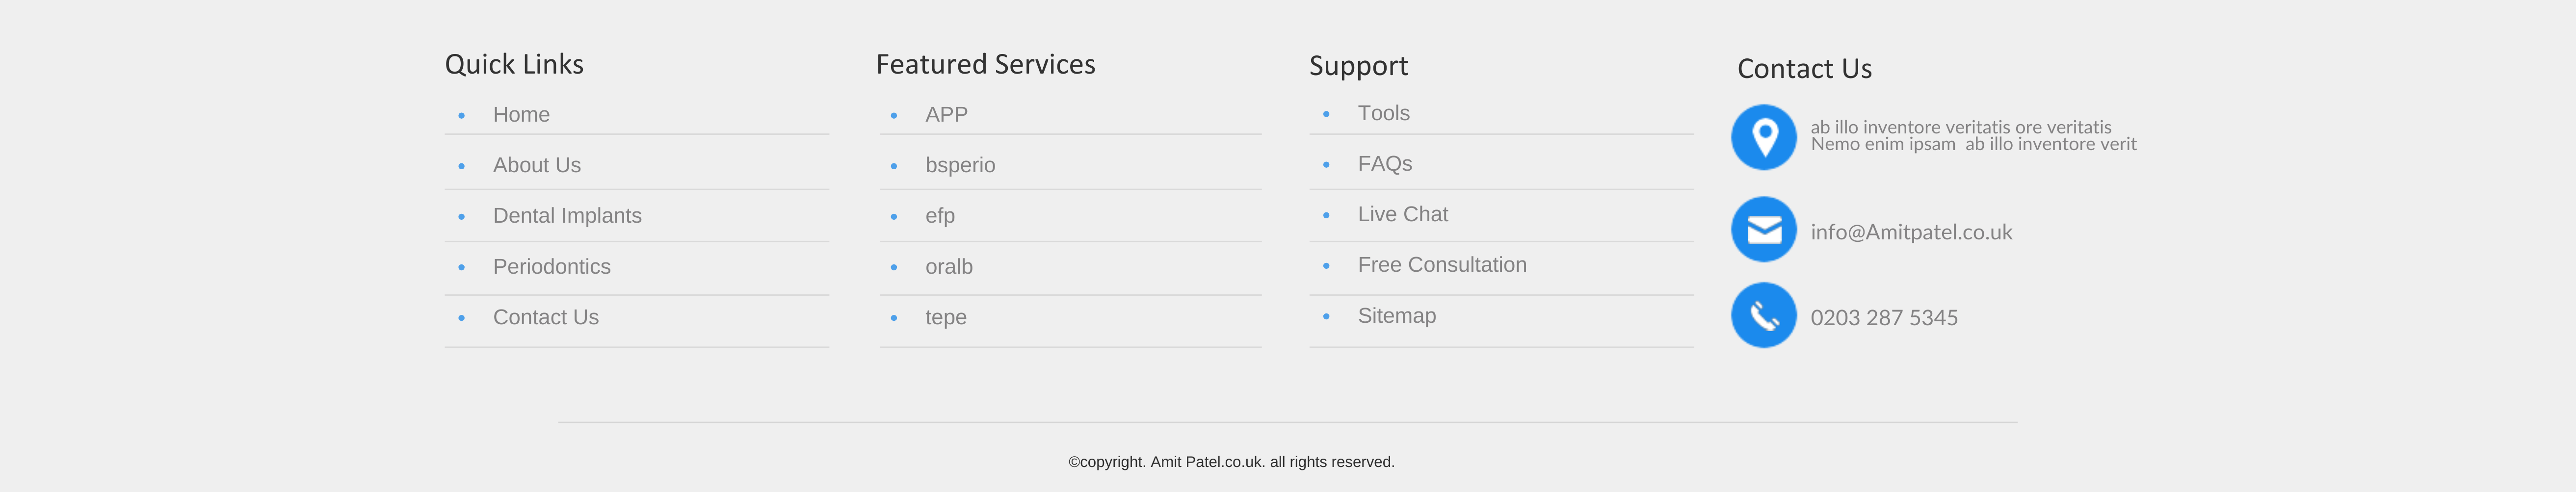 Quick Links
Home
About Us
Dental Implants
Periodontics
Contact Us
Featured Services
APP
bsperio
efp
oralb
tepe
Support
Tools
FAQs
Live Chat
Free Consultation
Sitemap
Contact Us
ab illo inventore veritatis ore veritatis
Nemo enim ipsam  ab illo inventore verit
info@Amitpatel.co.uk
0203 287 5345
©copyright. Amit Patel.co.uk. all rights reserved.